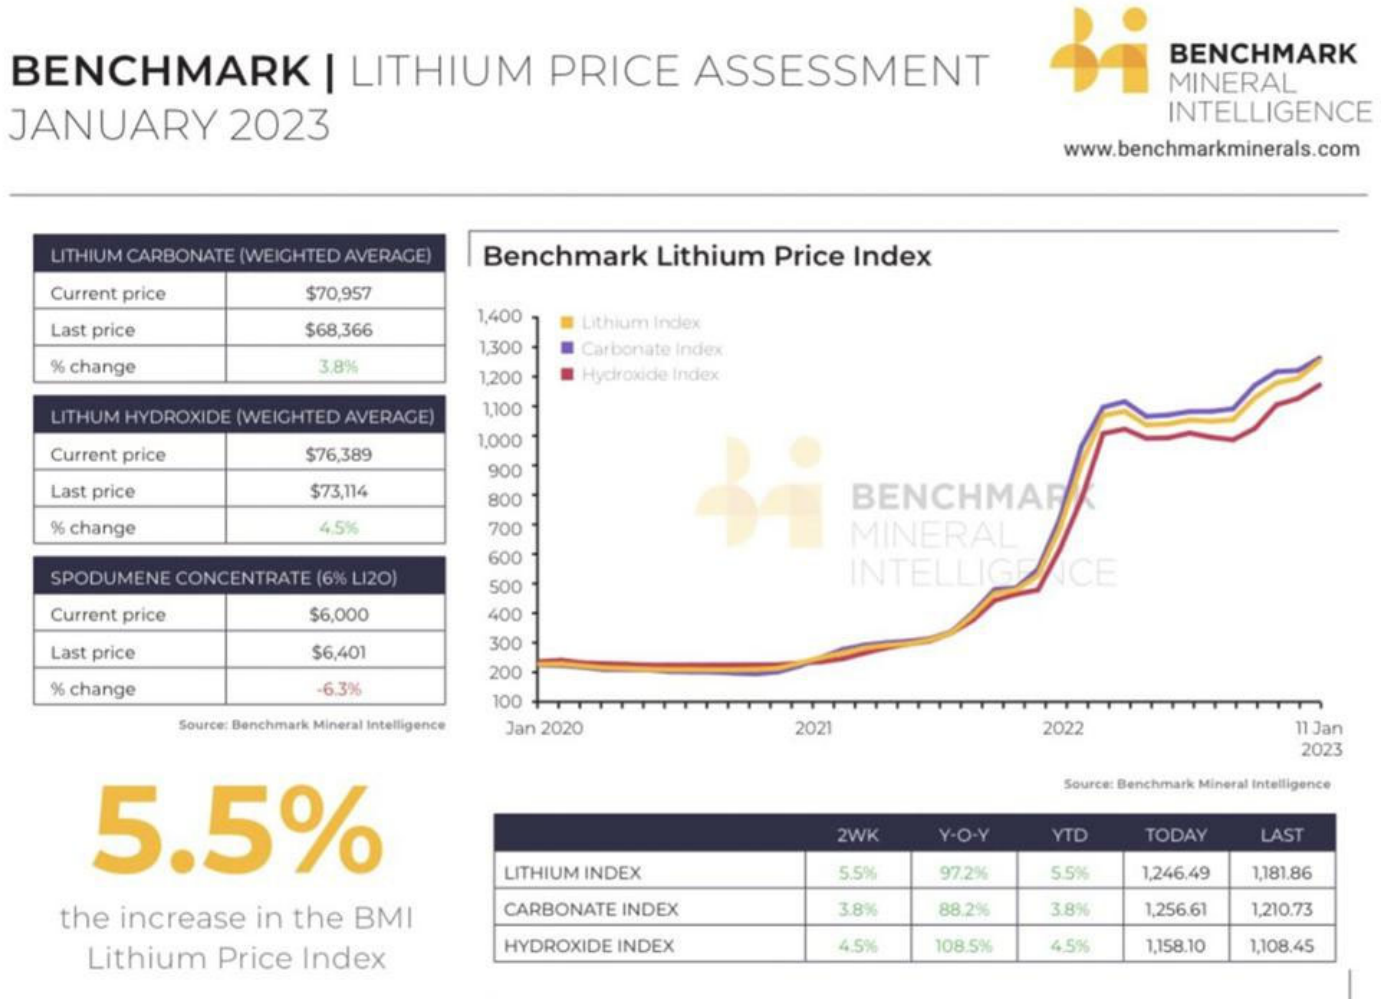 BENCHMARK | LITHIUM PRICE ASSESSMENT
JANUARY 2023
BENCHMARK
MINERAL
INTELLIGENCE
www.benchmarkminerals.com
LITHIUM CARBONATE (WEIGHTED AVERAGE)
Current price $70,957
Last price $68,366
% change 3.8%
LITHUM HYDROXIDE (WEIGHTED AVERAGE)
Current price $76,389
Last price $73,114
% change 4.5%
SPODUMENE CONCENTRATE (6% LI2O)
Current price $6,000
Last price $6,401
% change -6.3%
Source: Benchmark Mineral Intelligence
5.5%
the increase in the BMI
Lithium Price Index
Benchmark Lithium Price Index
1,400
1,300
1,200
1,100
1,000
900
800
700
600
500
400
300
200
100
Lithium Index
Carbonate Index
Hydroxide Index
BENCHMARK
MINERAL
INTELLIGENCE
Jan 2020 2021 2022 11 Jan
2023
Source: Benchmark Mineral Intelligence
2WK Y-O-Y YTD TODAY LAST
LITHIUM INDEX 5.5% 97.2% 5.5% 1,246.49 1,181.86
CARBONATE INDEX 3.8% 88.2% 3.8% 1,256.61 1,210.73
HYDROXIDE INDEX 4.5% 108.5% 4.5% 1,158.10 1,108.45